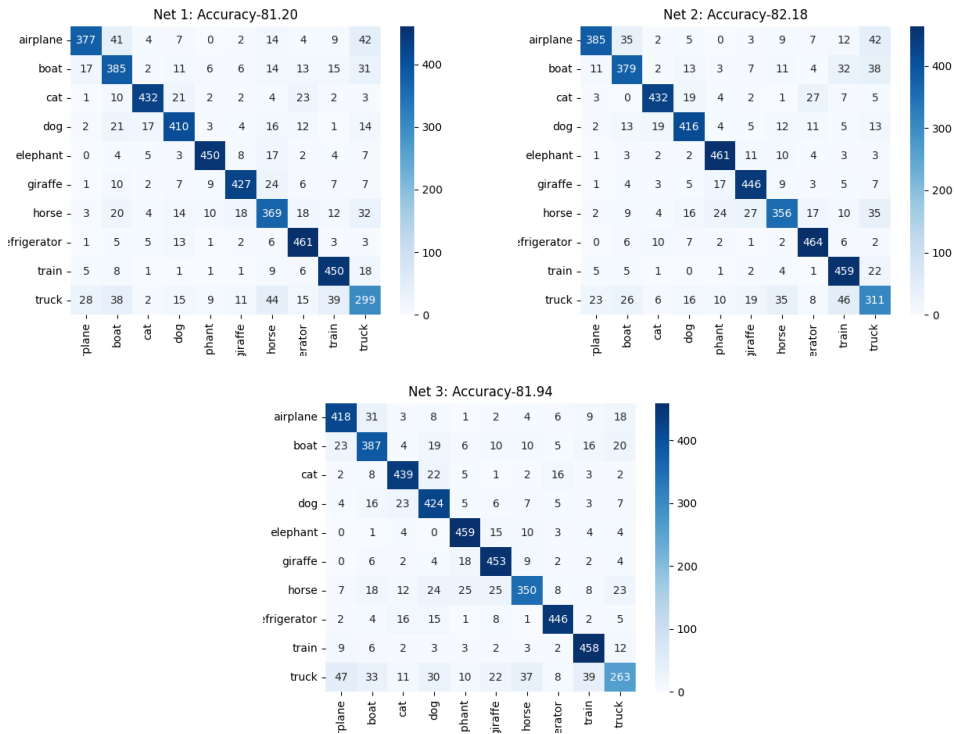 Net 1: Accuracy-81.20
airplane 377 41 4 7 0 2 14 4 9 42
boat 17 385 2 11 6 6 14 13 15 31
cat 1 10 432 21 2 2 4 23 2 3
dog 2 21 17 410 3 4 16 12 1 14
elephant 0 4 5 3 450 8 17 2 4 7
giraffe 1 10 2 7 9 427 24 6 7 7
horse 3 20 4 14 10 18 369 18 12 32
efrigerator 1 5 5 13 1 2 6 461 3 3
train 5 8 1 1 1 1 9 6 450 18
truck 28 38 2 15 9 11 44 15 39 299
rplane boat cat dog phant giraffe horse erator train truck
400
300
200
100
0
Net 2: Accuracy-82.18
airplane 385 35 2 5 0 3 9 7 12 42
boat 11 379 2 13 3 7 11 4 32 38
cat 3 0 432 19 4 2 1 27 7 5
dog 2 13 19 416 4 5 12 11 5 13
elephant 1 3 2 2 461 11 10 4 3 3
giraffe 1 4 3 5 17 446 9 3 5 7
horse 2 9 4 16 24 27 356 17 10 35
efrigerator 0 6 10 7 2 1 2 464 6 2
train 5 5 1 0 1 2 4 1 459 22
truck 23 26 6 16 10 19 35 8 46 311
rplane boat cat dog phant giraffe horse erator train truck
400
300
200
100
0
Net 3: Accuracy-81.94
airplane 418 31 3 8 1 2 4 6 9 18
boat 23 387 4 19 6 10 10 5 16 20
cat 2 8 439 22 5 1 2 16 3 2
dog 4 16 23 424 5 6 7 5 3 7
elephant 0 1 4 0 459 15 10 3 4 4
giraffe 0 6 2 4 18 453 9 2 2 4
horse 7 18 12 24 25 25 350 8 8 23
efrigerator 2 4 16 15 1 8 1 446 2 5
train 9 6 2 3 3 2 3 2 458 12
truck 47 33 11 30 10 22 37 8 39 263
rplane boat cat dog phant giraffe horse erator train truck
400
300
200
100
0